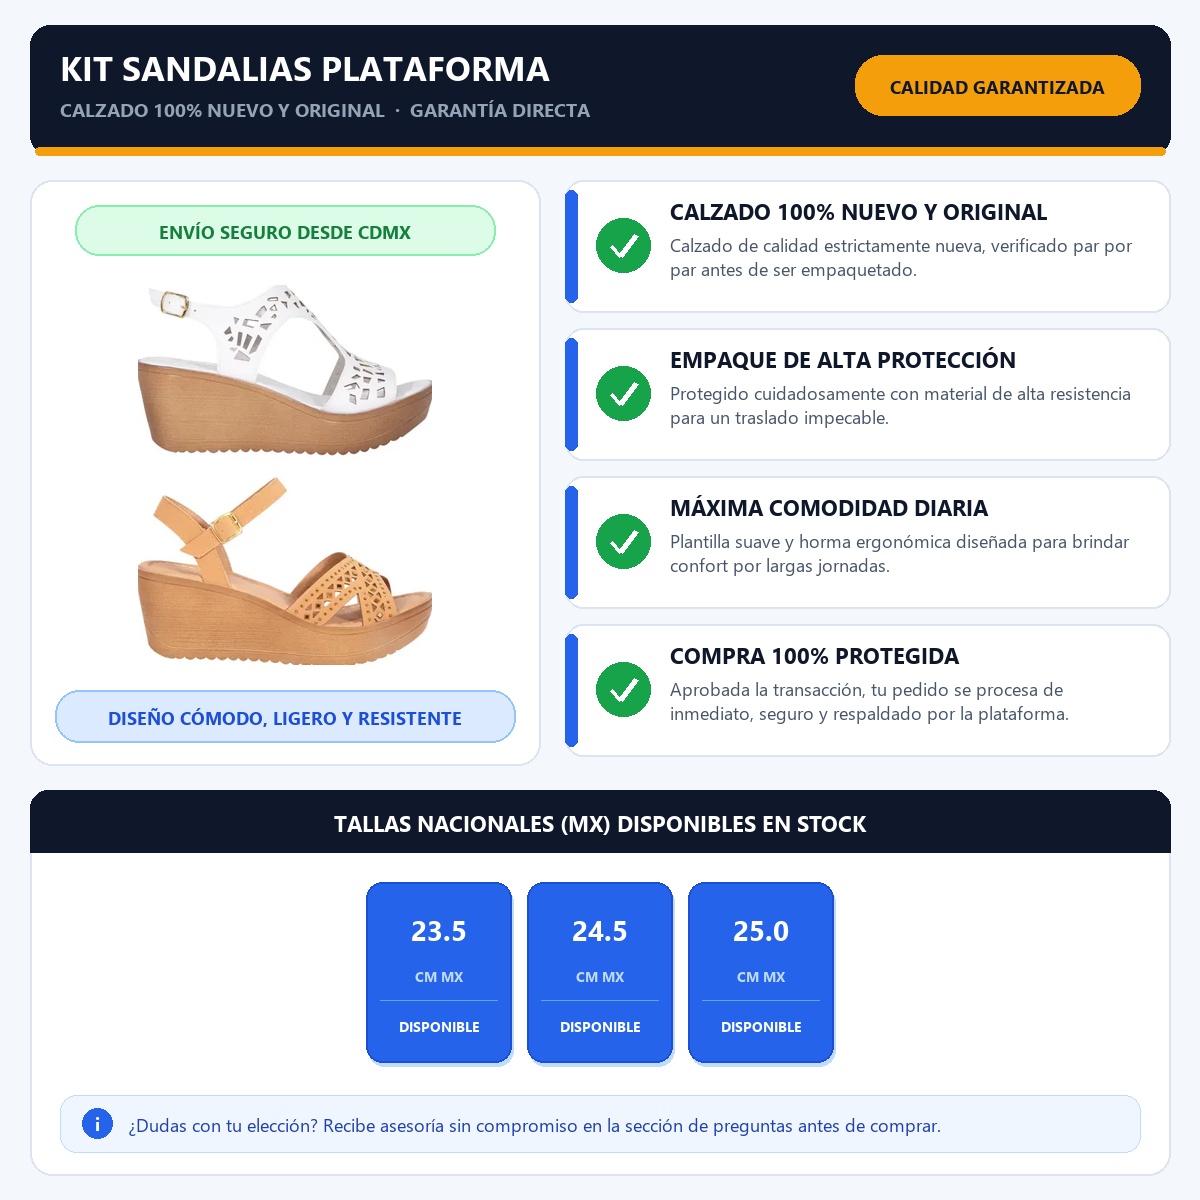 KIT SANDALIAS PLATAFORMA
CALZADO 100% NUEVO Y ORIGINAL · GARANTÍA DIRECTA
CALIDAD GARANTIZADA
ENVÍO SEGURO DESDE CDMX
DISEÑO CÓMODO, LIGERO Y RESISTENTE
CALZADO 100% NUEVO Y ORIGINAL
Calzado de calidad estrictamente nueva, verificado par por
par antes de ser empaquetado.
EMPAQUE DE ALTA PROTECCIÓN
Protegido cuidadosamente con material de alta resistencia
para un traslado impecable.
MÁXIMA COMODIDAD DIARIA
Plantilla suave y horma ergonómica diseñada para brindar
confort por largas jornadas.
COMPRA 100% PROTEGIDA
Aprobada la transacción, tu pedido se procesa de
inmediato, seguro y respaldado por la plataforma.
TALLAS NACIONALES (MX) DISPONIBLES EN STOCK
23.5
CM MX
DISPONIBLE
24.5
CM MX
DISPONIBLE
25.0
CM MX
DISPONIBLE
¿Dudas con tu elección? Recibe asesoría sin compromiso en la sección de preguntas antes de comprar.